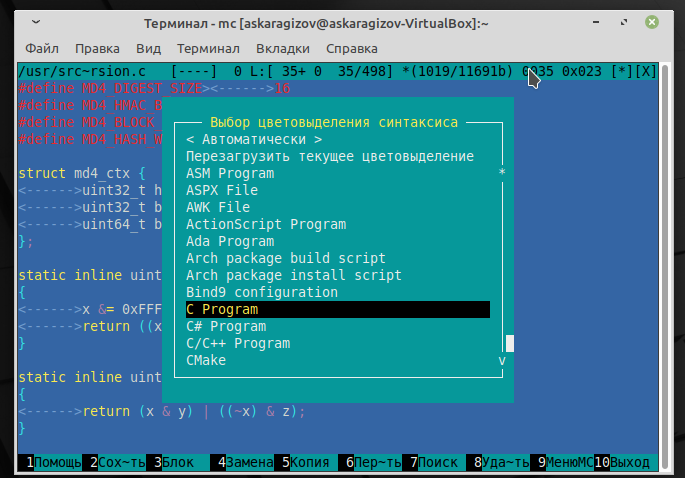 Терминал - mc [askaragizov@askaragizov-VirtualBox]:~
Файл Правка Вид Терминал Вкладки Справка
/usr/src~rsion.c [----] 0 L:[ 35+ 0 35/498] *(1019/11691b) 0035 0x023 [*][X]
#define MD4_DIGEST_SIZE><------>16
#define MD4_HMAC_B
#define MD4_BLOCK_
#define MD4_HASH_W
Выбор цветовыделения синтаксиса
< Автоматически >
Перезагрузить текущее цветовыделение
struct md4_ctx {
ASM Program *
<------>uint32_t h
ASPX File
<------>uint32_t b
AWK File
<------>uint64_t b
ActionScript Program
};
Ada Program
Arch package build script
static inline uint
Arch package install script
{
Bind9 configuration
<------>x &= 0xFFF
C Program
<------>return ((x
C# Program
}
C/C++ Program
CMake v
static inline uint
{
<------>return (x & y) | ((~x) & z);
}
1Помощь 2Сох~ть 3Блок 4Замена 5Копия 6Пер~ть 7Поиск 8Уда~ть 9МенюMC 10Выход